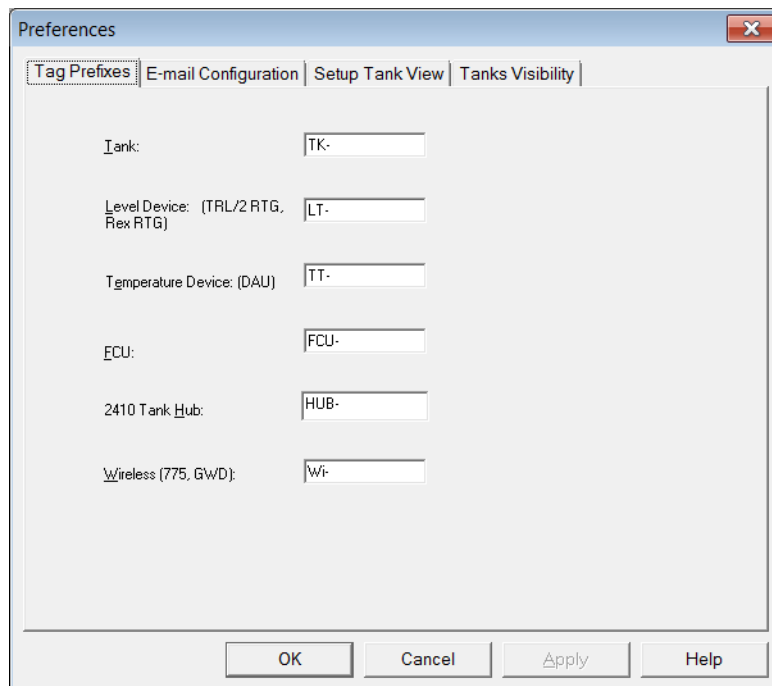 Preferences
Tag Prefixes E-mail Configuration Setup Tank View Tanks Visibility
Tank: TK-
Level Device: (TRL/2 RTG, LT-
Rex RTG)
Temperature Device: (DAU) TT-
FCU: FCU-
2410 Tank Hub: HUB-
Wireless (775, GWD): Wi-
OK Cancel Apply Help